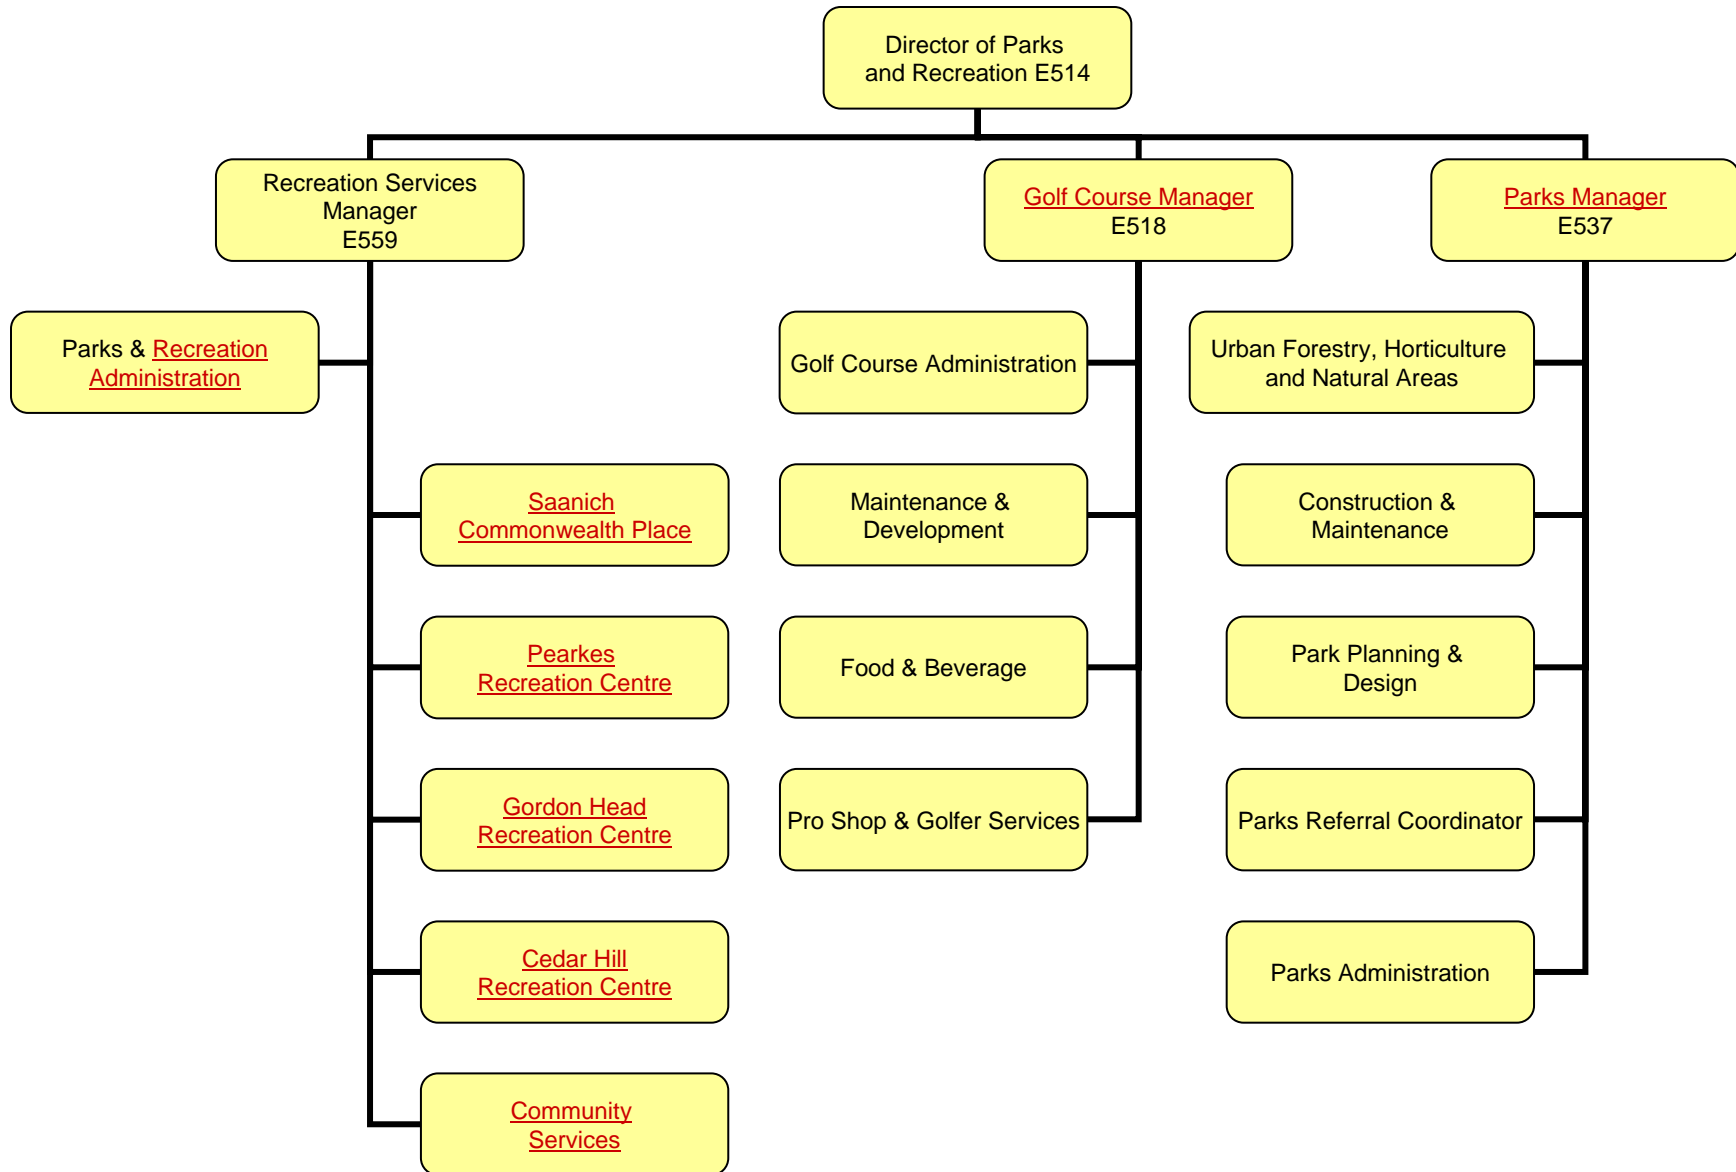 Director of Parks
and Recreation E514
Recreation Services
Manager
E559
Golf Course Manager
E518
Parks Manager
E537
Parks & Recreation
Administration
Saanich
Commonwealth Place
Pearkes
Recreation Centre
Gordon Head
Recreation Centre
Cedar Hill
Recreation Centre
Community
Services
Golf Course Administration
Maintenance &
Development
Food & Beverage
Pro Shop & Golfer Services
Urban Forestry, Horticulture
and Natural Areas
Construction &
Maintenance
Park Planning &
Design
Parks Referral Coordinator
Parks Administration